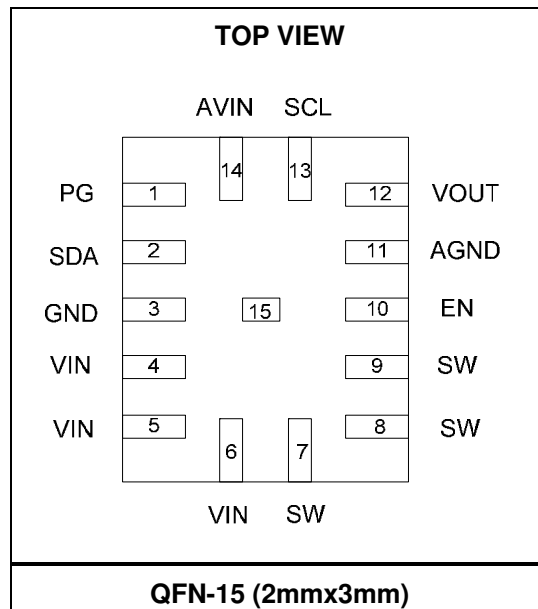 TOP VIEW
AVIN SCL
14 13
PG 1 12 VOUT
SDA 2 11 AGND
GND 3 15 10 EN
VIN 4 9 SW
VIN 5 8 SW
6 7
VIN SW
QFN-15 (2mmx3mm)